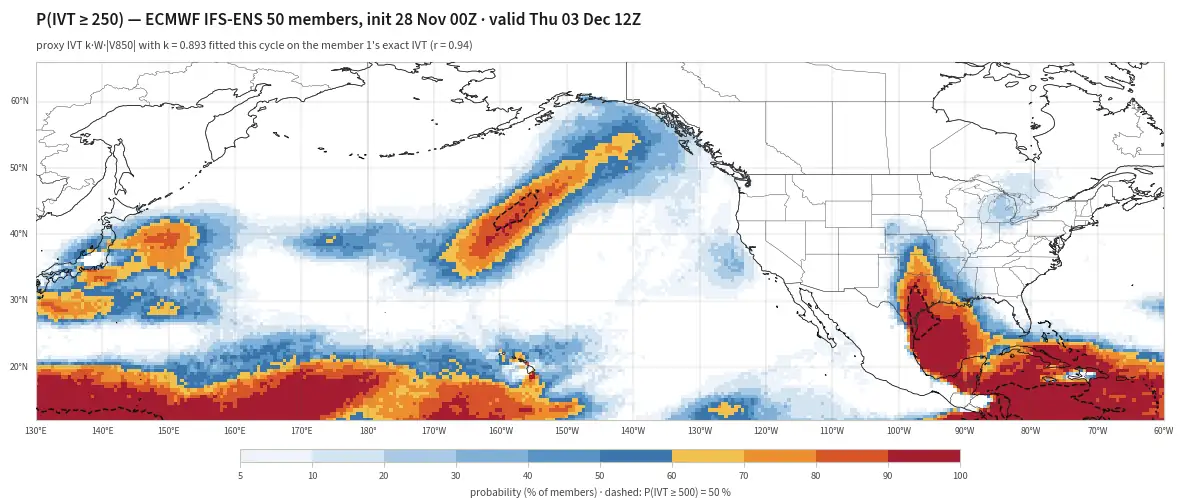 P(IVT ≥ 250) — ECMWF IFS-ENS 50 members, init 28 Nov 00Z · valid Thu 03 Dec 12Z
proxy IVT k·W·|V850| with k = 0.893 fitted this cycle on the member 1's exact IVT (r = 0.94)
60°N
50°N
40°N
30°N
20°N
130°E 140°E 150°E 160°E 170°E 180° 170°W 160°W 150°W 140°W 130°W 120°W 110°W 100°W 90°W 80°W 70°W 60°W
5 10 20 30 40 50 60 70 80 90 100
probability (% of members) · dashed: P(IVT ≥ 500) = 50 %